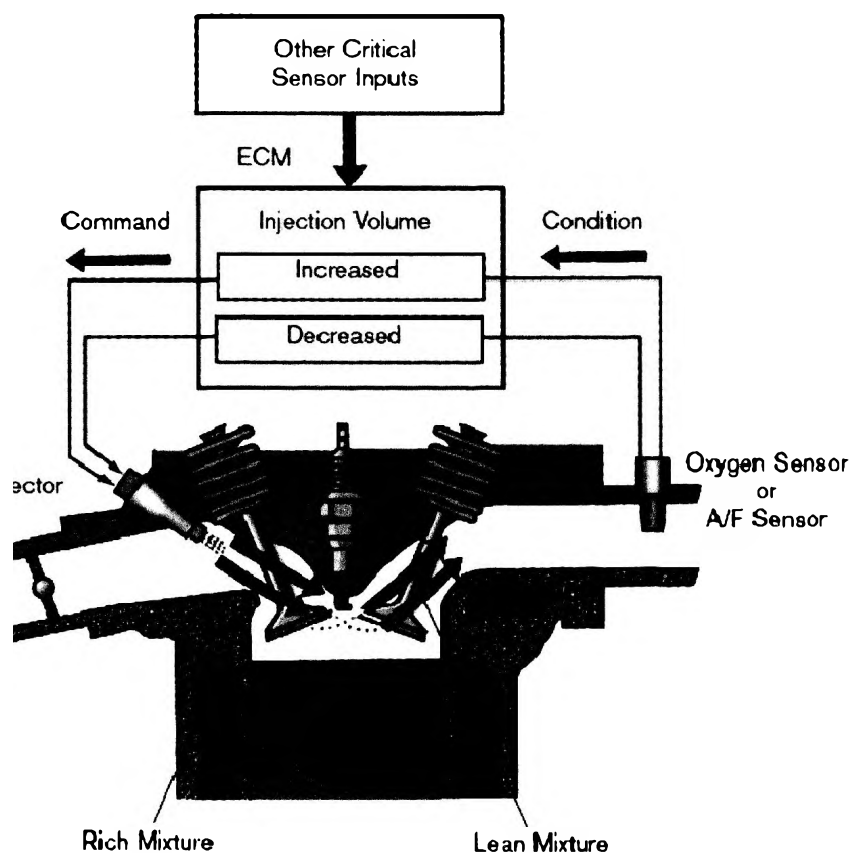 Other Critical
Sensor Inputs
ECM
Command
Injection Volume
Condition
Increased
Decreased
ector
Oxygen Sensor
or
A/F Sensor
Rich Mixture
Lean Mixture